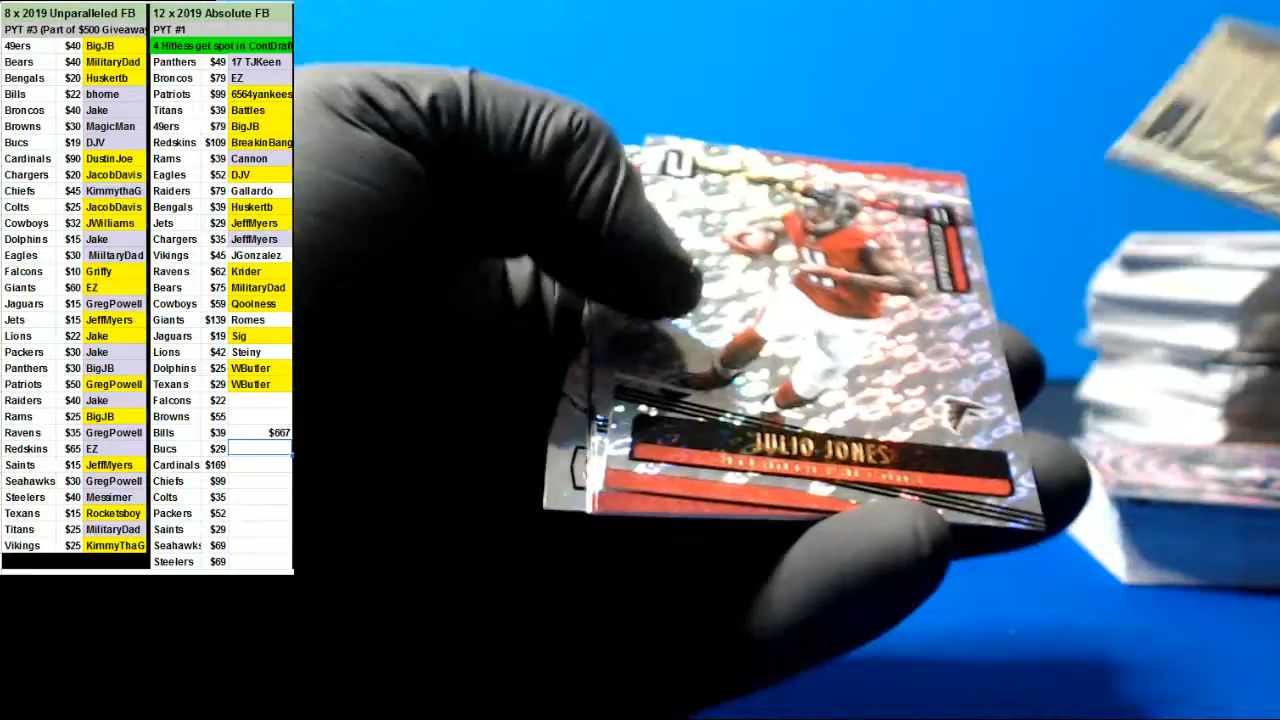 8 x 2019 Unparalleled FB
PYT #3 (Part of $500 Giveaway
49ers $40 BigJB
Bears $40 MilitaryDad
Bengals $20 Huskertb
Bills $22 bhome
Broncos $40 Jake
Browns $30 MagicMan
Bucs $19 DJV
Cardinals $90 DustinJoe
Chargers $20 JacobDavis
Chiefs $45 KimmythaG
Colts $25 JacobDavis
Cowboys $32 JWilliams
Dolphins $15 Jake
Eagles $30 MiiltaryDad
Falcons $10 Griffy
Giants $60 EZ
Jaguars $15 GregPowell
Jets $15 JeffMyers
Lions $22 Jake
Packers $30 Jake
Panthers $30 BigJB
Patriots $50 GregPowell
Raiders $40 Jake
Rams $25 BigJB
Ravens $35 GregPowell
Redskins $65 EZ
Saints $15 JeffMyers
Seahawks $30 GregPowell
Steelers $40 Messimer
Texans $15 Rocketsboy
Titans $25 MilitaryDad
Vikings $25 KimmyThaG
12 x 2019 Absolute FB
PYT #1
4 Hitless get spot in ContDraft
Panthers $49 17 TJKeen
Broncos $79 EZ
Patriots $99 6564yankees
Titans $39 Battles
49ers $79 BigJB
Redskins $109 BreakinBang
Rams $39 Cannon
Eagles $52 DJV
Raiders $79 Gallardo
Bengals $39 Huskertb
Jets $29 JeffMyers
Chargers $35 JeffMyers
Vikings $45 JGonzalez
Ravens $62 Krider
Bears $75 MilitaryDad
Cowboys $59 Qoolness
Giants $139 Romes
Jaguars $19 Sig
Lions $42 Steiny
Dolphins $25 WButler
Texans $29 WButler
Falcons $22
Browns $55
Bills $39 $667
Bucs $29
Cardinals $169
Chiefs $99
Colts $35
Packers $52
Saints $29
Seahawks $69
Steelers $69
JULIO JONES